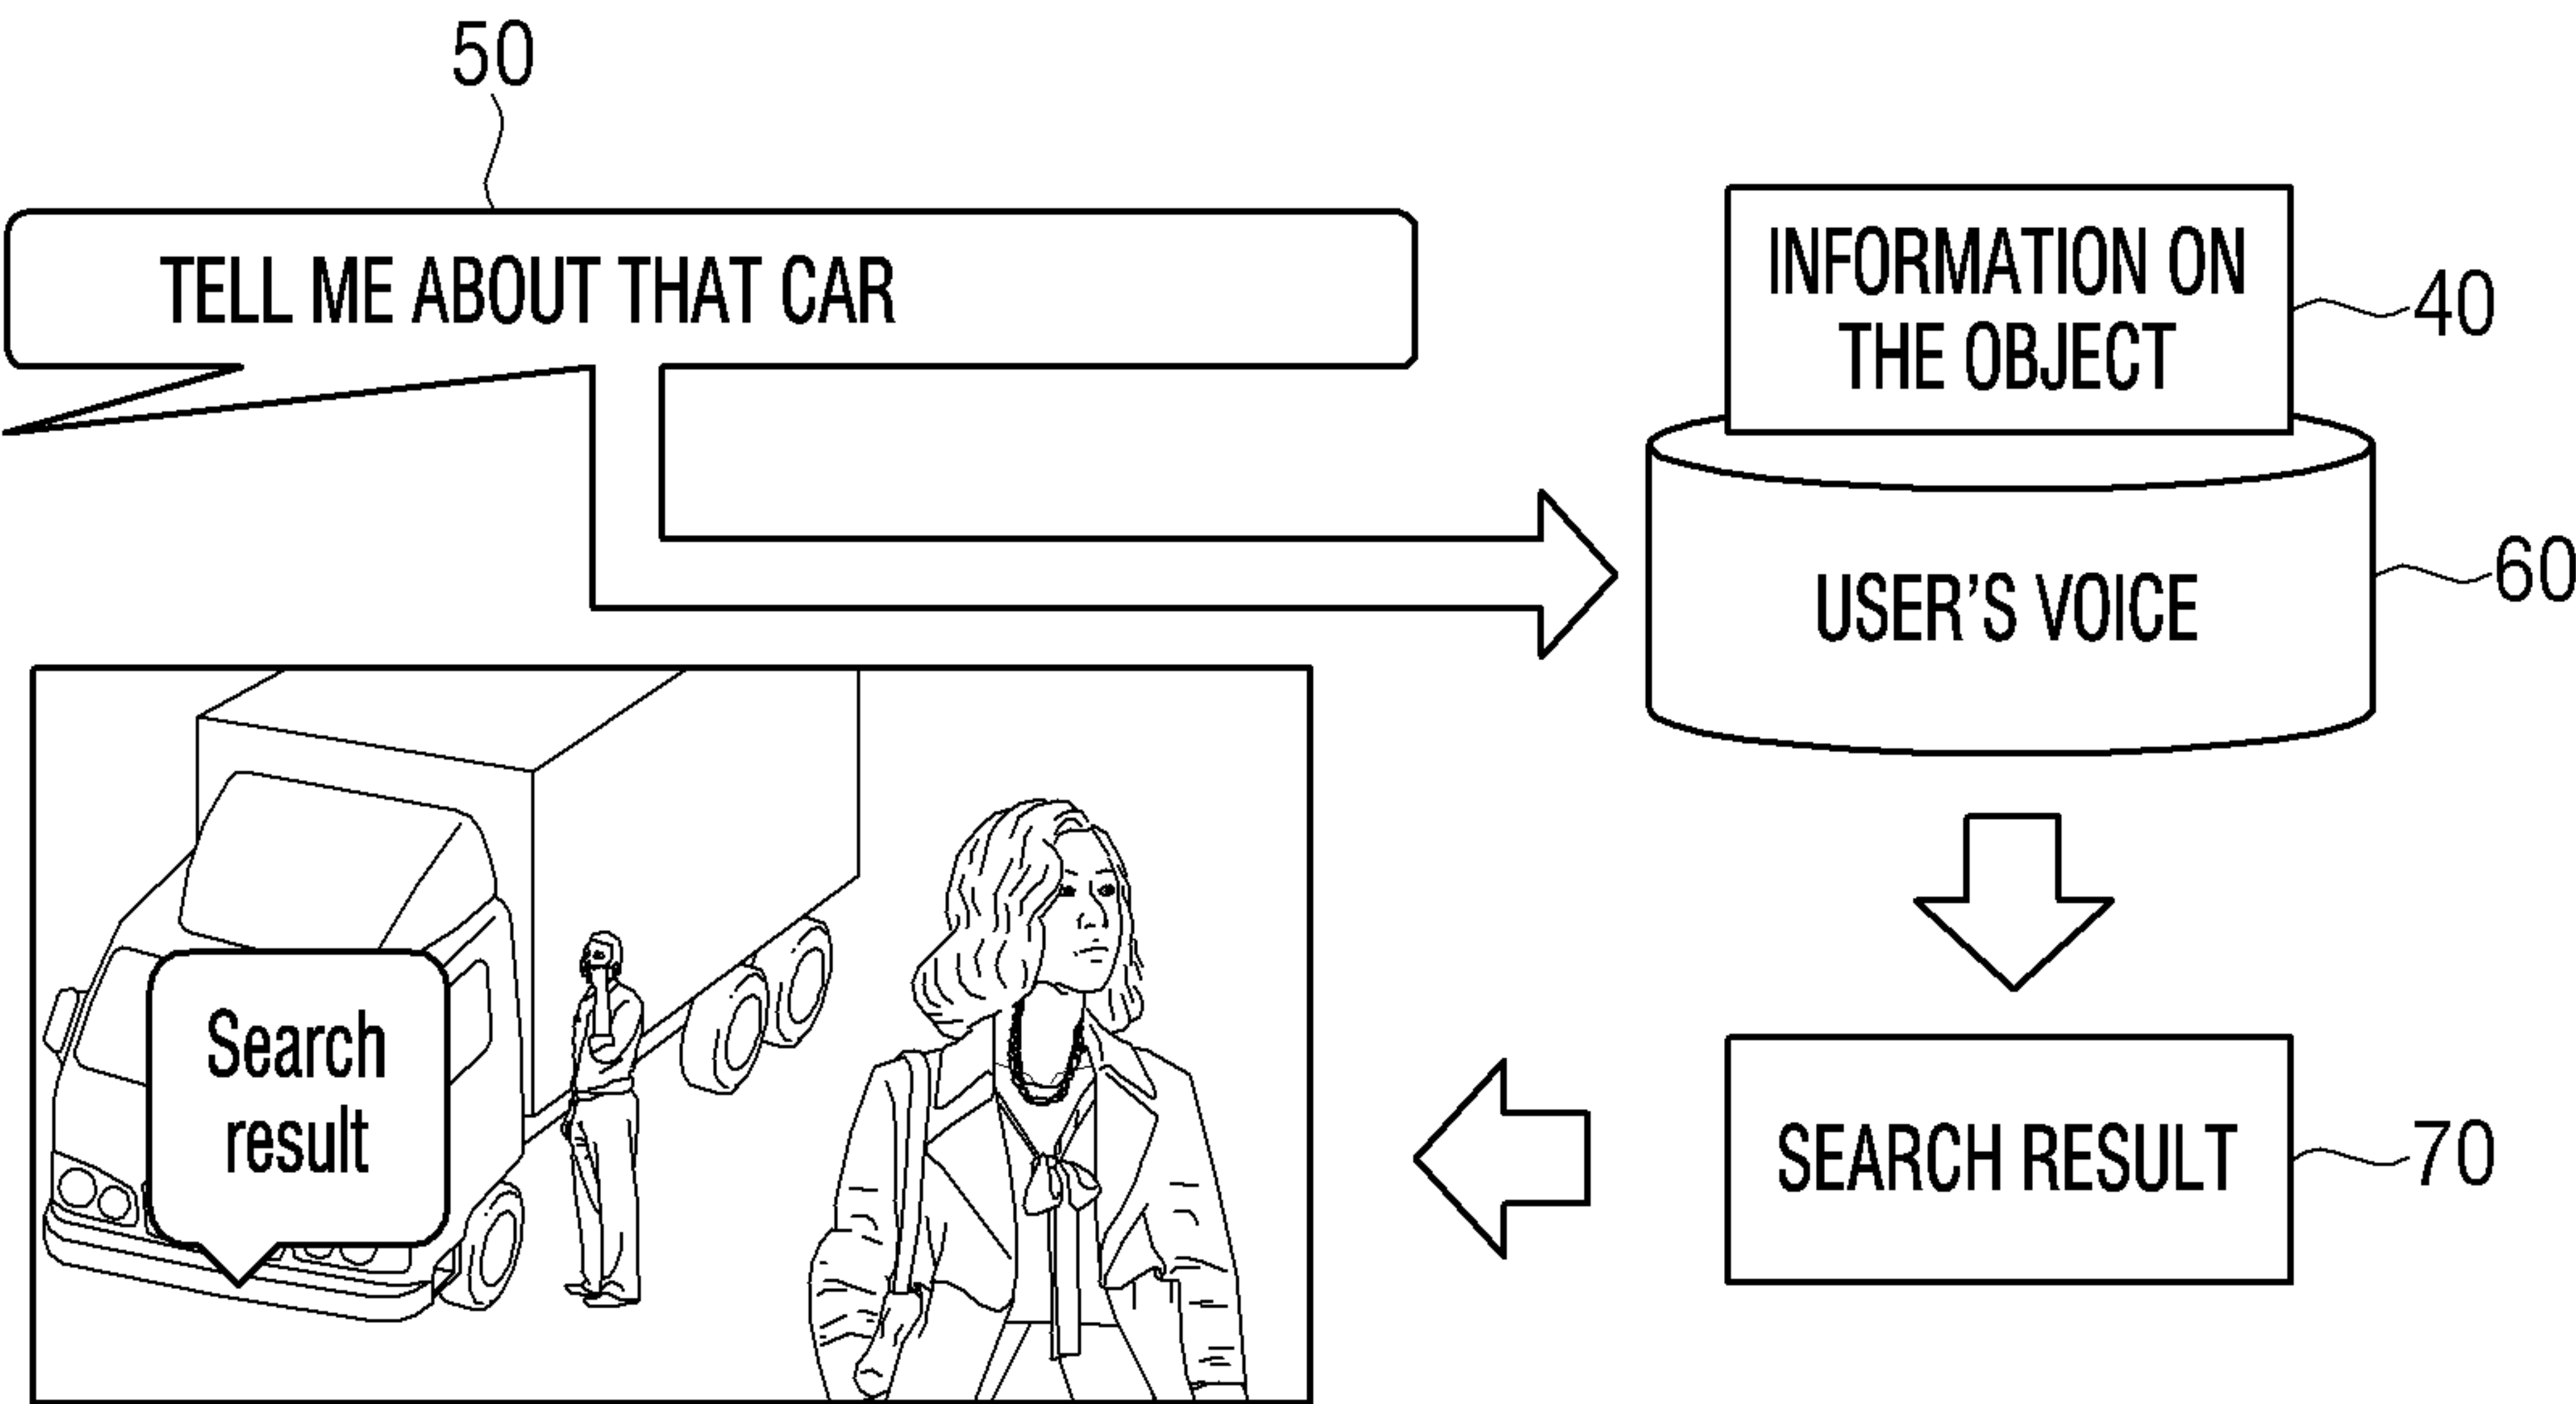 50
TELL ME ABOUT THAT CAR
INFORMATION ON
THE OBJECT
40
USER'S VOICE
60
Search
result
SEARCH RESULT
70